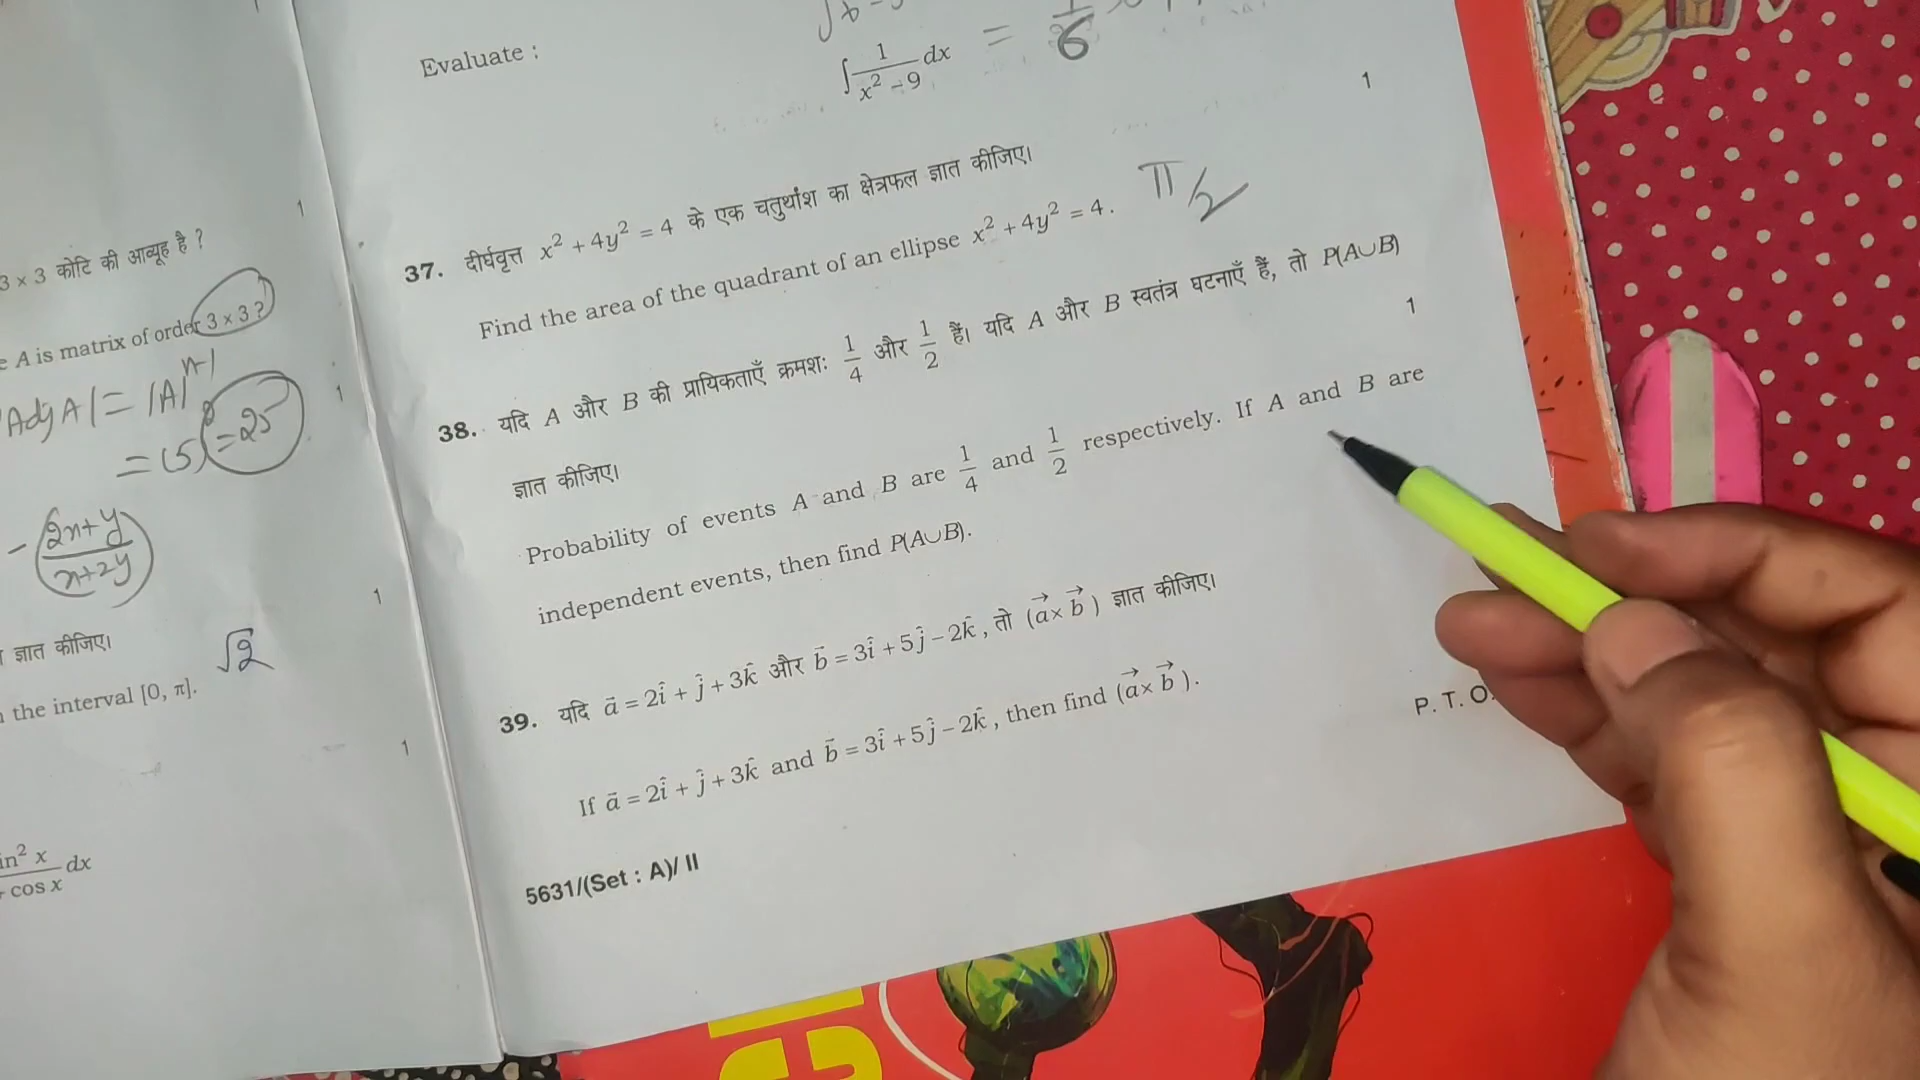 3 × 3 कोटि की आव्यूह है ?
A is matrix of order 3 × 3 ?
1
Adj A| = |A|ⁿ⁻¹
= (5)² = 25
1
- (2x+y / x+2y)
1
ज्ञात कीजिए।
the interval [0, π]. √2
1
in² x / cos x dx
Evaluate :
∫ 1 / x² - 9 dx = 1/6
1
37. दीर्घवृत्त x² + 4y² = 4 के एक चतुर्थांश का क्षेत्रफल ज्ञात कीजिए।
Find the area of the quadrant of an ellipse x² + 4y² = 4. π/2
1
38. यदि A और B की प्रायिकताएँ क्रमशः 1/4 और 1/2 हैं। यदि A और B स्वतंत्र घटनाएँ हैं, तो P(A∪B)
ज्ञात कीजिए।
Probability of events A and B are 1/4 and 1/2 respectively. If A and B are
independent events, then find P(A∪B).
39. यदि a⃗ = 2î + ĵ + 3k̂ और b⃗ = 3î + 5ĵ - 2k̂, तो (a⃗ × b⃗) ज्ञात कीजिए।
If a⃗ = 2î + ĵ + 3k̂ and b⃗ = 3î + 5ĵ - 2k̂, then find (a⃗ × b⃗).
5631/(Set : A)/ II
P. T. O.